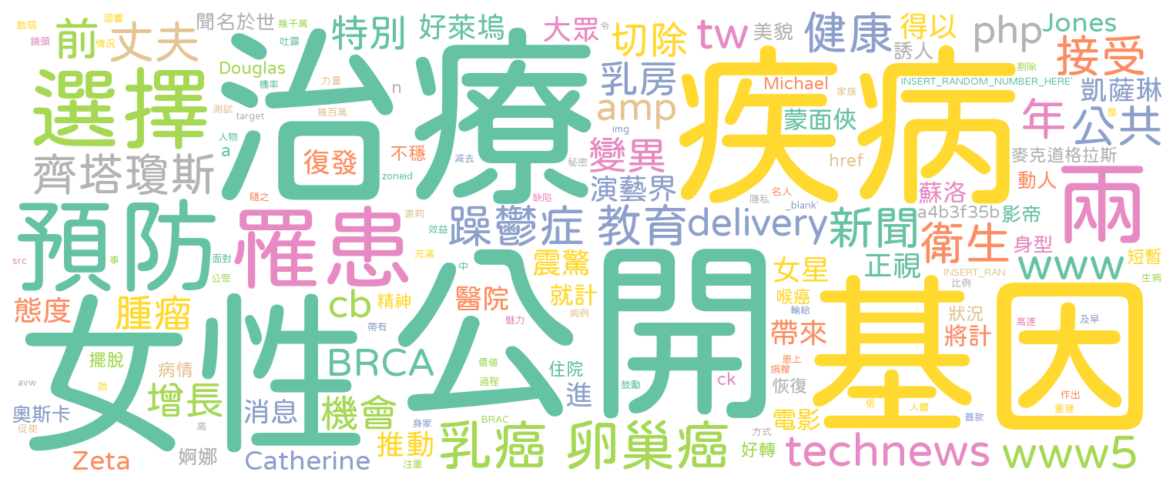 治療
疾病
公開
女性
基因
預防
罹患
選擇
兩
丈夫
前
聞名於世
特別
好萊塢
大眾
切除
tw
美貌
健康
誘人
得以
php
Jones
接受
Douglas
機率
力量
吐露
鏡頭
情況
幾千萬
n
乳房
amp
Michael
家族
INSERT_RANDOM_NUMBER_HERE'
割除
凱薩琳
年
公共
整
令
測試
target
幾百萬
人物
a
復發
不穩
img
減去
秘密
變異
蒙面俠
href
麥克道格拉斯
動人
齊塔瓊斯
隨之
zoneid
缺陷
演藝界
隱私
名人
_blank'
蘇洛
a4b3f35b
影帝
裘莉
效益
躁鬱症
教育
delivery
新聞
衛生
身型
src
事
面對
公眾
充滿
中
震驚
女星
正視
INSERT_RAN
比例
www
短暫
生病
態度
腫瘤
cb
精神
醫院
就計
喉癌
輸給
狀況
高速
及早
帶有
魅力
病例
帶來
將計
擺脫
病情
BRCA
價值
過程
住院
ck
患上
捐贈
恢復
作出
重建
avw
說
增長
消息
機會
身家
BRAC
進
鼓勵
電影
信
人體
善款
奧斯卡
促使
高
推動
注重
乳癌
卵巢癌
方式
好轉
technews
www5
Zeta
婀娜
Catherine